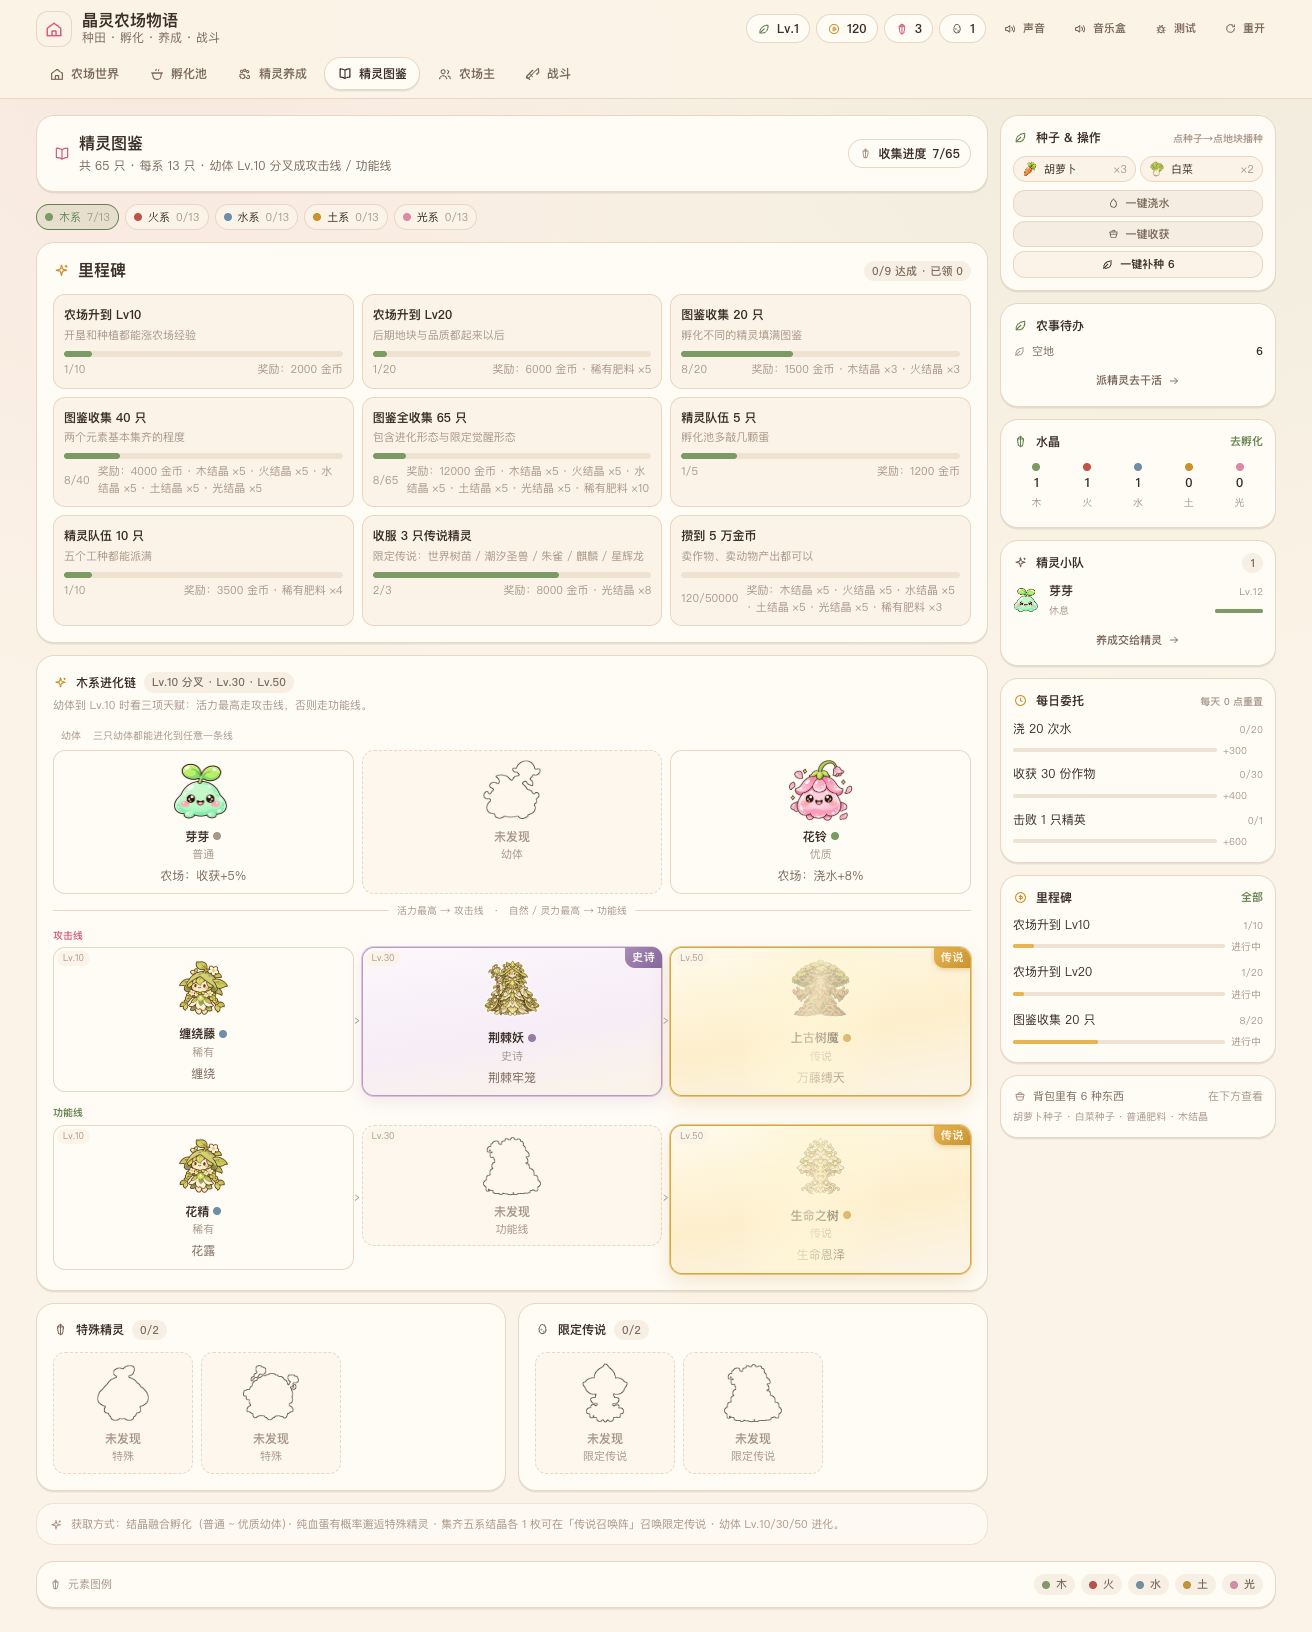 晶灵农场物语
种田 · 孵化 · 养成 · 战斗
Lv.1
120
3
1
声音
音乐盒
测试
重开
农场世界
孵化池
精灵养成
精灵图鉴
农场主
战斗
精灵图鉴
共 65 只 · 每系 13 只 · 幼体 Lv.10 分叉成攻击线 / 功能线
收集进度 7/65
木系 7/13
火系 0/13
水系 0/13
土系 0/13
光系 0/13
里程碑
0/9 达成 · 已领 0
农场升到 Lv10
开垦和种植都能涨农场经验
1/10
奖励：2000 金币
农场升到 Lv20
后期地块与品质都起来以后
1/20
奖励：6000 金币 · 稀有肥料 ×5
图鉴收集 20 只
孵化不同的精灵填满图鉴
8/20
奖励：1500 金币 · 木结晶 ×3 · 火结晶 ×3
图鉴收集 40 只
两个元素基本集齐的程度
8/40
奖励：4000 金币 · 木结晶 ×5 · 火结晶 ×5 · 水
结晶 ×5 · 土结晶 ×5 · 光结晶 ×5
图鉴全收集 65 只
包含进化形态与限定觉醒形态
8/65
奖励：12000 金币 · 木结晶 ×5 · 火结晶 ×5 · 水
结晶 ×5 · 土结晶 ×5 · 光结晶 ×5 · 稀有肥料 ×10
精灵队伍 5 只
孵化池多敲几颗蛋
1/5
奖励：1200 金币
精灵队伍 10 只
五个工种都能派满
1/10
奖励：3500 金币 · 稀有肥料 ×4
收服 3 只传说精灵
限定传说：世界树苗 / 潮汐圣兽 / 朱雀 / 麒麟 / 星辉龙
2/3
奖励：8000 金币 · 光结晶 ×8
攒到 5 万金币
卖作物、卖动物产出都可以
120/50000
奖励：木结晶 ×5 · 火结晶 ×5 · 水结晶 ×5
· 土结晶 ×5 · 光结晶 ×5 · 稀有肥料 ×3
木系进化链
Lv.10 分叉 · Lv.30 · Lv.50
幼体到 Lv.10 时看三项天赋：活力最高走攻击线，否则走功能线。
幼体
三只幼体都能进化到任意一条线
芽芽
普通
农场：收获+5%
未发现
幼体
花铃
优质
农场：浇水+8%
活力最高 → 攻击线 · 自然 / 灵力最高 → 功能线
攻击线
Lv.10
缠绕藤
稀有
缠绕
Lv.30
史诗
荆棘妖
史诗
荆棘牢笼
Lv.50
传说
上古树魔
传说
万藤缚天
功能线
Lv.10
花精
稀有
花露
Lv.30
未发现
功能线
Lv.50
传说
生命之树
传说
生命恩泽
特殊精灵
0/2
未发现
特殊
未发现
特殊
限定传说
0/2
未发现
限定传说
未发现
限定传说
获取方式：结晶融合孵化（普通 ~ 优质幼体）· 纯血蛋有概率邂逅特殊精灵 · 集齐五系结晶各 1 枚可在「传说召唤阵」召唤限定传说 · 幼体 Lv.10/30/50 进化。
元素图例
木
火
水
土
光
种子 & 操作
点种子→点地块播种
胡萝卜 ×3
白菜 ×2
一键浇水
一键收获
一键补种 6
农事待办
空地
6
派精灵去干活 →
水晶
去孵化
1
1
1
0
0
木
火
水
土
光
精灵小队
1
芽芽
Lv.12
休息
养成交给精灵 →
每日委托
每天 0 点重置
浇 20 次水
0/20
+300
收获 30 份作物
0/30
+400
击败 1 只精英
0/1
+600
里程碑
全部
农场升到 Lv10
1/10
进行中
农场升到 Lv20
1/20
进行中
图鉴收集 20 只
8/20
进行中
背包里有 6 种东西
在下方查看
胡萝卜种子 · 白菜种子 · 普通肥料 · 木结晶